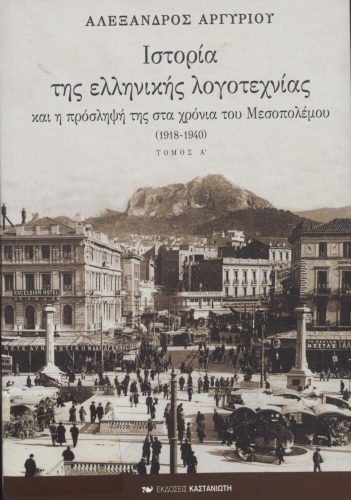 ΑΛΕΞΑΝΔΡΟΣ ΑΡΓΥΡΙΟΥ
Ιστορία
της ελληνικής λογοτεχνίας
και η πρόσληψή της στα χρόνια του Μεσοπολέμου
(1918-1940)
ΤΟΜΟΣ Α'
EXCELSIOR HOTEL
ΕΚΔΟΣΕΙΣ ΚΑΣΤΑΝΙΩΤΗ